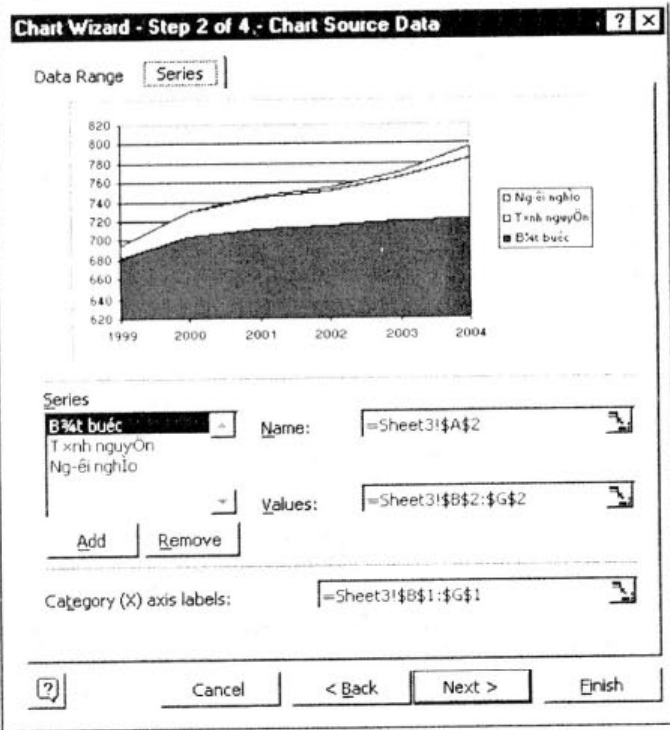 Chart Wizard - Step 2 of 4 - Chart Source Data
? ×
Data Range Series
820
800
780
760
740
720
700
680
660
640
620
1999 2000 2001 2002 2003 2004
Ng-êi nghÌo
T×nh nguyÖn
B¾t buéc
Series
B¾t buéc
T×nh nguyÖn
Ng-êi nghÌo
Name: =Sheet3!$A$2
Values: =Sheet3!$B$2:$G$2
Add Remove
Category (X) axis labels: =Sheet3!$B$1:$G$1
? Cancel < Back Next > Finish